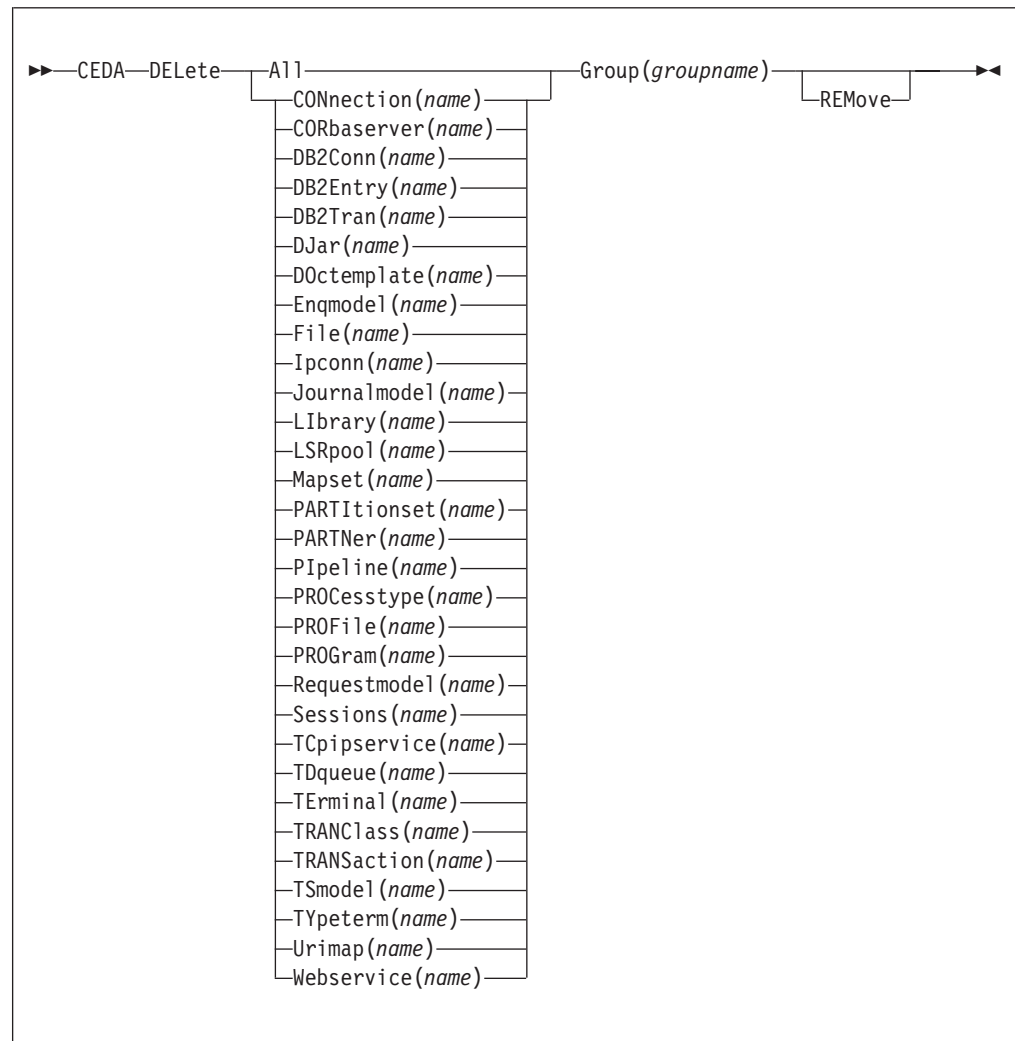 CEDA DELete All Group(groupname)
CONnection(name) REMove
CORbaserver(name)
DB2Conn(name)
DB2Entry(name)
DB2Tran(name)
DJar(name)
DOctemplate(name)
Enqmodel(name)
File(name)
Ipconn(name)
Journalmodel(name)
LIbrary(name)
LSRpool(name)
Mapset(name)
PARTItionset(name)
PARTNer(name)
PIpeline(name)
PROCesstype(name)
PROFile(name)
PROGram(name)
Requestmodel(name)
Sessions(name)
TCpipservice(name)
TDqueue(name)
TErminal(name)
TRANClass(name)
TRANSaction(name)
TSmodel(name)
TYpeterm(name)
Urimap(name)
Webservice(name)